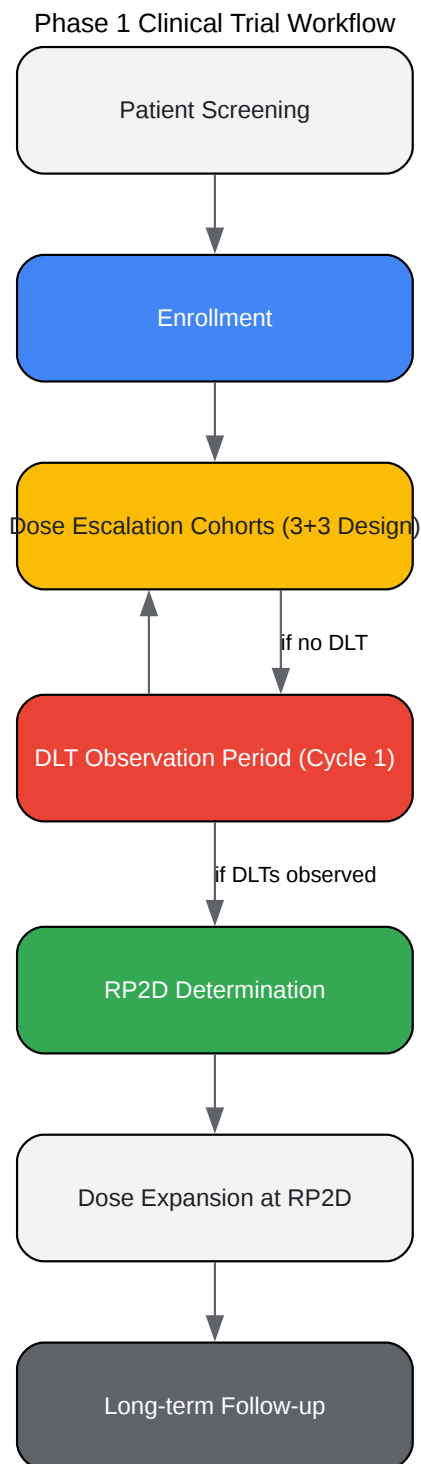 Phase 1 Clinical Trial Workflow
Patient Screening
Enrollment
Dose Escalation Cohorts (3+3 Design)
if no DLT
DLT Observation Period (Cycle 1)
if DLTs observed
RP2D Determination
Dose Expansion at RP2D
Long-term Follow-up